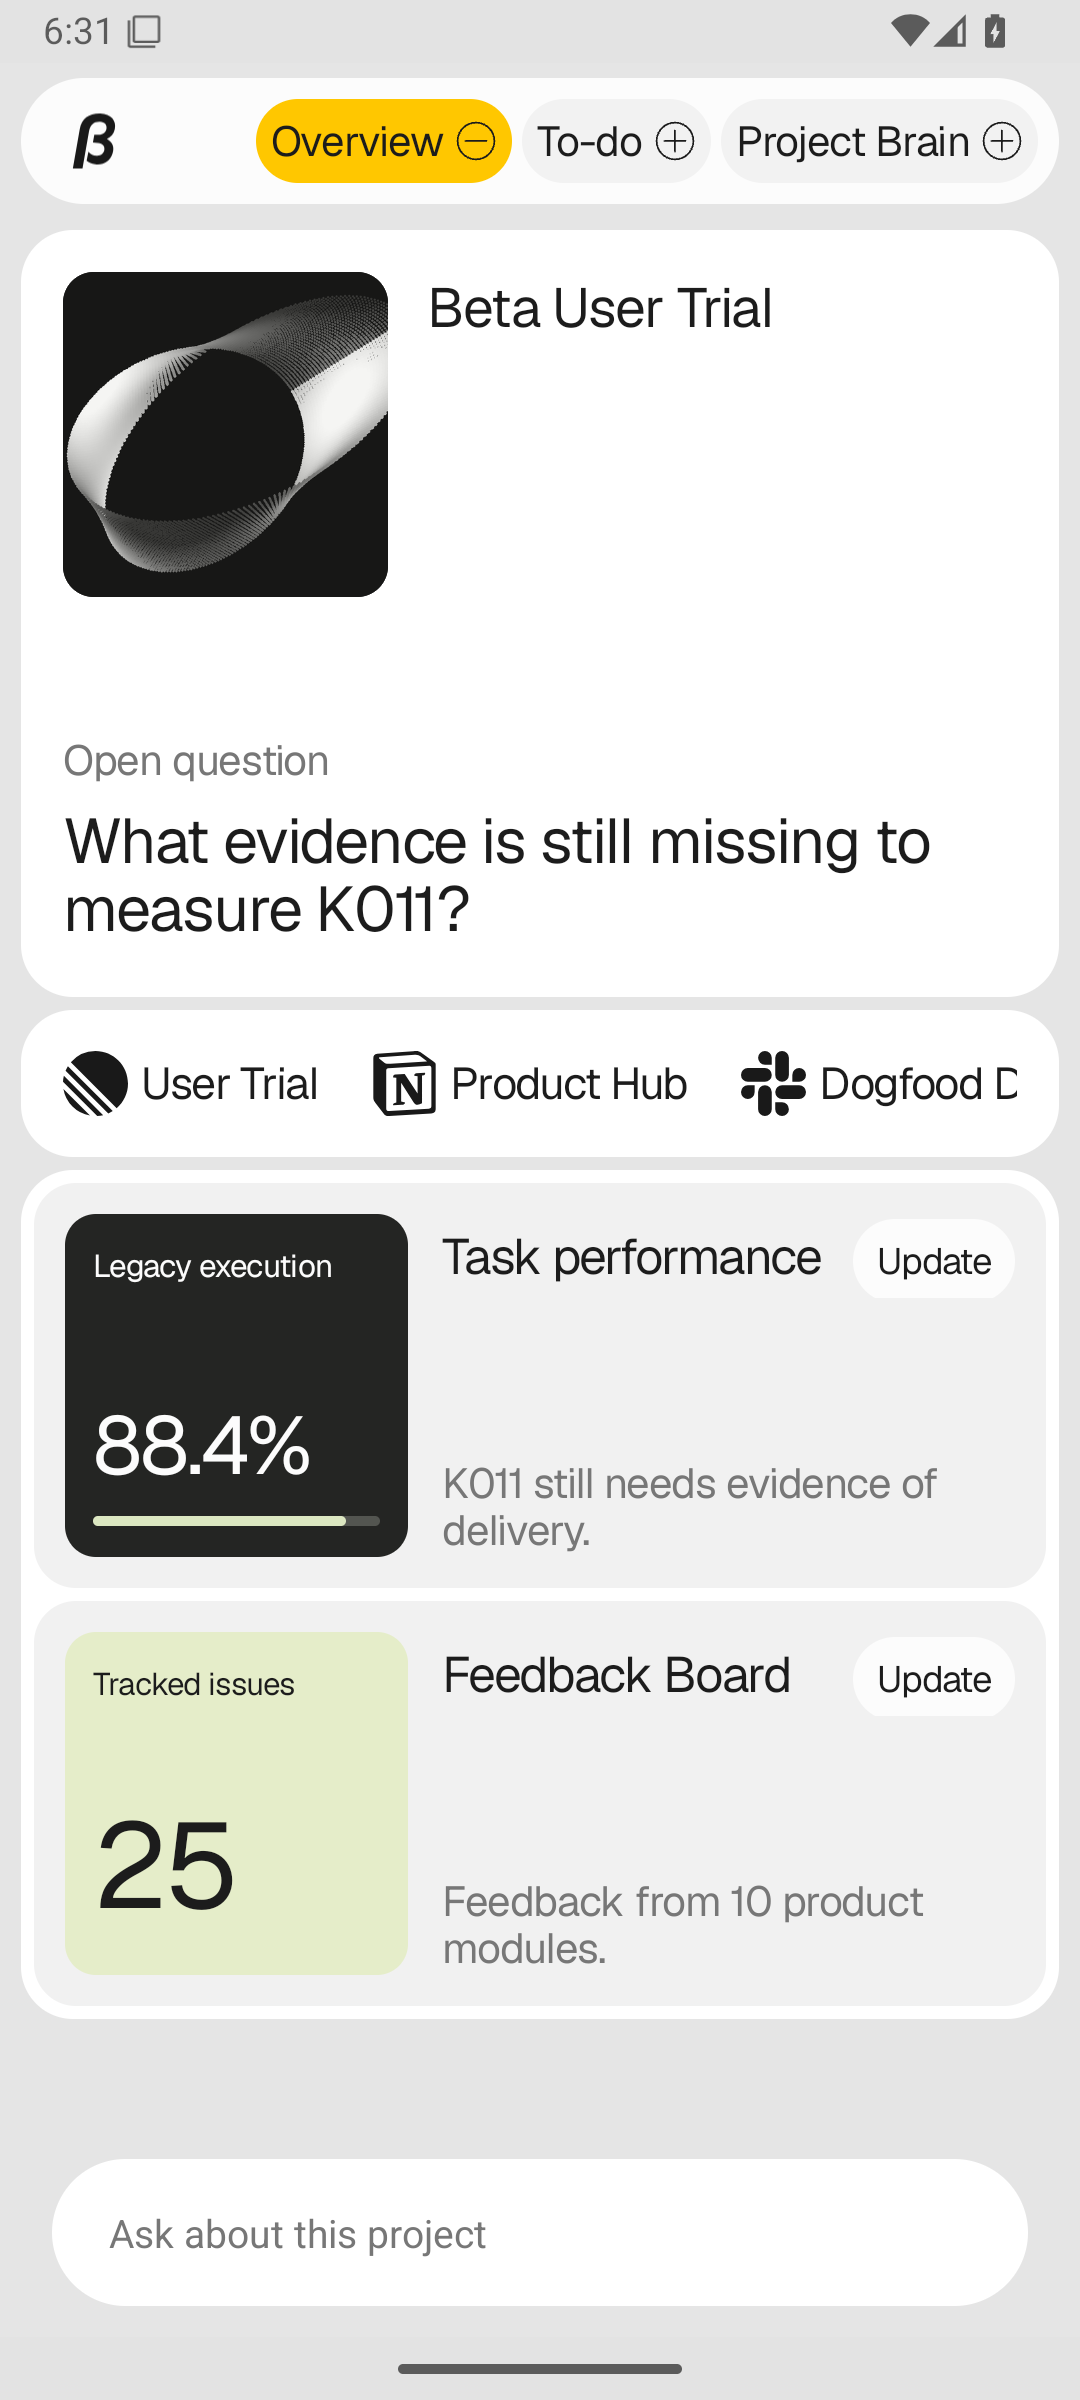 6:31
β
Overview
To-do
Project Brain
Beta User Trial
Open question
What evidence is still missing to
measure K011?
User Trial
N
Product Hub
Dogfood
Legacy execution
88.4%
Task performance
Update
K011 still needs evidence of
delivery.
Tracked issues
25
Feedback Board
Update
Feedback from 10 product
modules.
Ask about this project